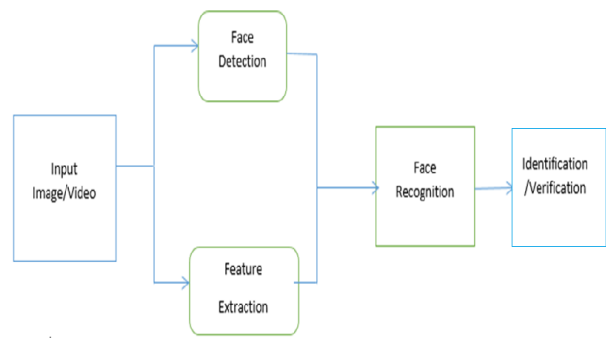 Face
Detection
Input
Image/Video
Face
Recognition
Identification
/Verification
Feature
Extraction